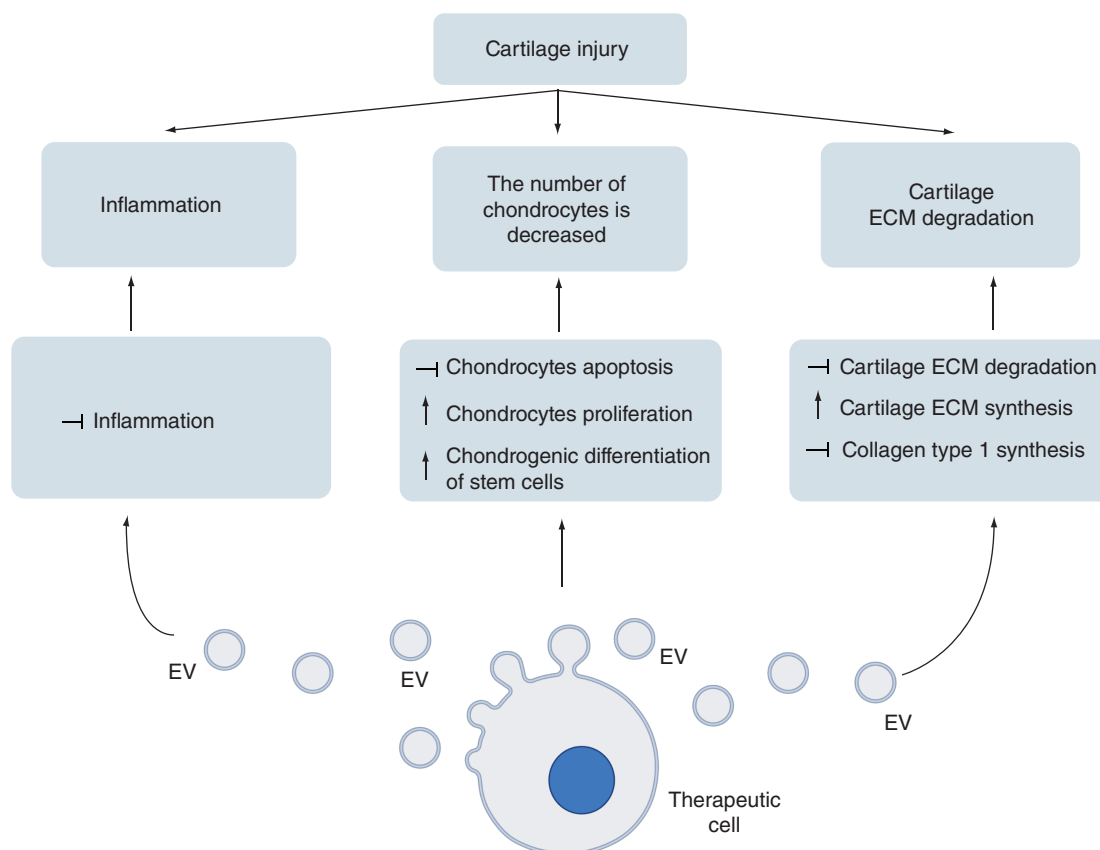 Cartilage injury
Inflammation
The number of
chondrocytes is
decreased
Cartilage
ECM degradation
Inflammation
Chondrocytes apoptosis
Chondrocytes proliferation
Chondrogenic differentiation
of stem cells
Cartilage ECM degradation
Cartilage ECM synthesis
Collagen type 1 synthesis
EV
EV
EV
EV
Therapeutic
cell